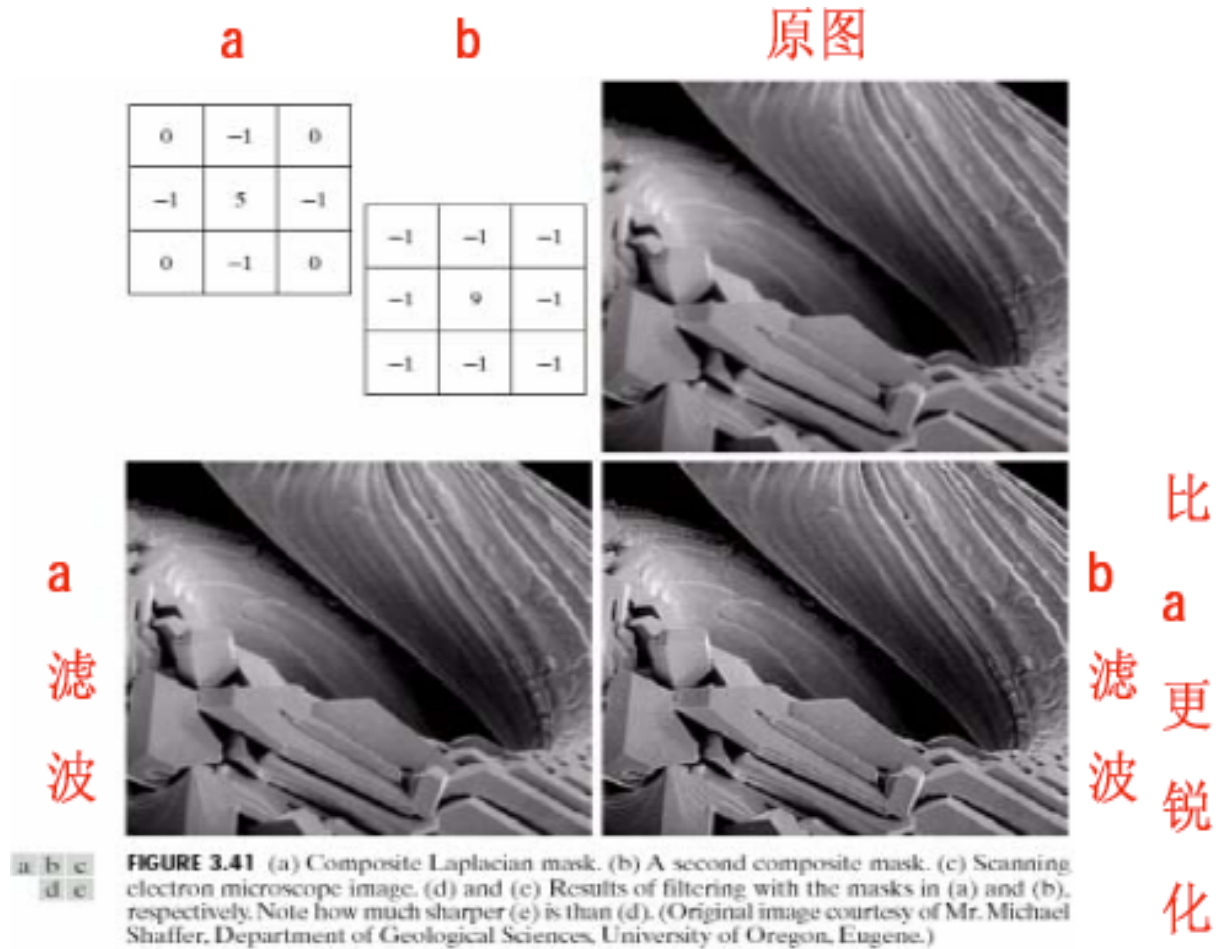 a
b
原图
0 −1 0
−1 5 −1
0 −1 0
−1 −1 −1
−1 9 −1
−1 −1 −1
a
滤
波
b
滤
波
比
a
更
锐
化
a b c
d e
FIGURE 3.41 (a) Composite Laplacian mask. (b) A second composite mask. (c) Scanning
electron microscope image. (d) and (e) Results of filtering with the masks in (a) and (b),
respectively. Note how much sharper (e) is than (d). (Original image courtesy of Mr. Michael
Shaffer, Department of Geological Sciences, University of Oregon, Eugene.)